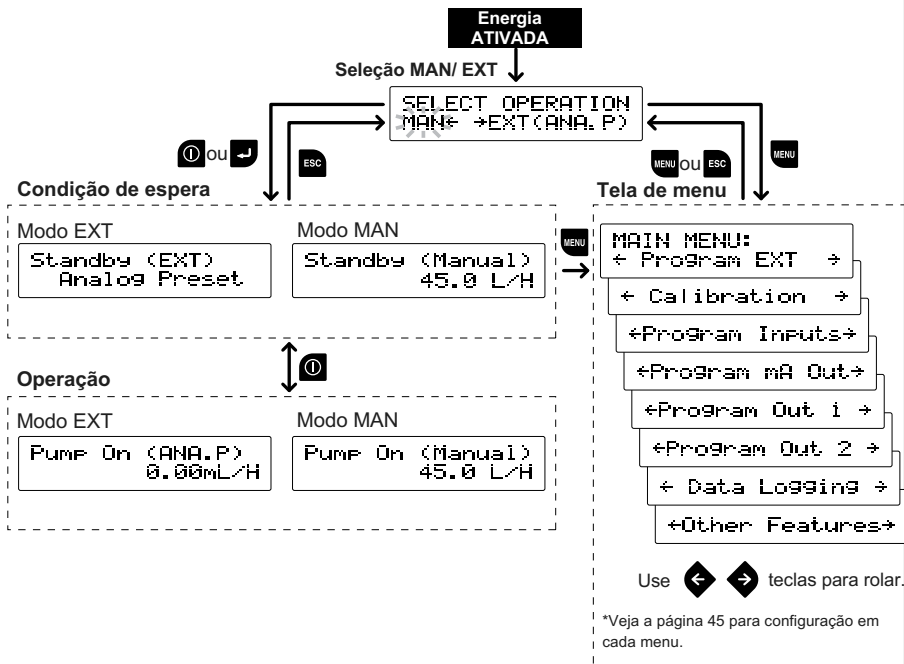 Energia
ATIVADA
Seleção MAN/ EXT
SELECT OPERATION
MAN← →EXT(ANA.P)
ou
ESC
MENU ou ESC
MENU
Condição de espera
Modo EXT
Standby (EXT)
Analog Preset
Modo MAN
Standby (Manual)
45.0 L/H
MENU
Tela de menu
MAIN MENU:
← Program EXT →
← Calibration →
←Program Inputs→
←Program mA Out→
←Program Out 1 →
←Program Out 2 →
← Data Logging →
←Other Features→
Operação
Modo EXT
Pump On (ANA.P)
0.00mL/H
Modo MAN
Pump On (Manual)
45.0 L/H
Use ← → teclas para rolar.
*Veja a página 45 para configuração em
cada menu.